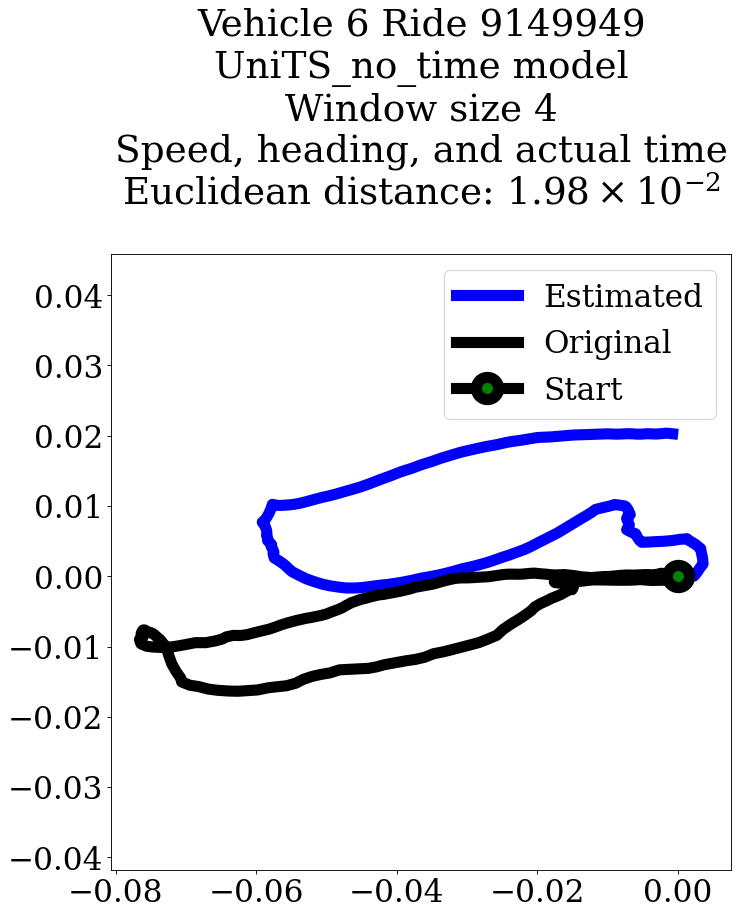 Vehicle 6 Ride 9149949
UniTS_no_time model
Window size 4
Speed, heading, and actual time
Euclidean distance: $1.98 \times 10^{-2}$
Estimated
Original
Start
0.04
0.03
0.02
0.01
0.00
−0.01
−0.02
−0.03
−0.04
−0.08 −0.06 −0.04 −0.02 0.00